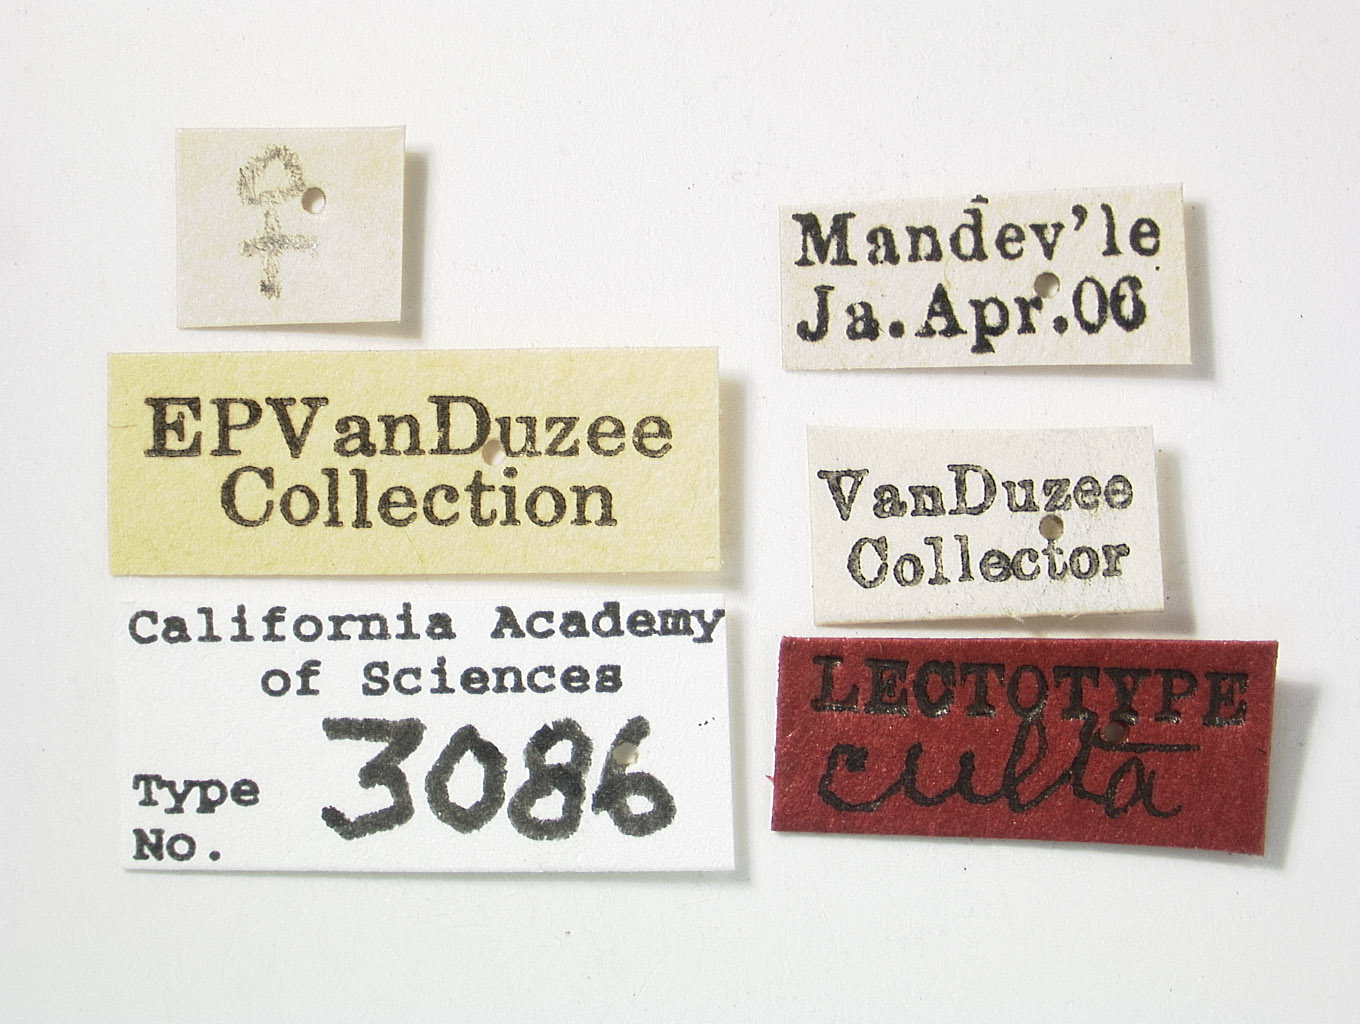 ♀
EPVanDuzee
Collection
California Academy
of Sciences
Type
No. 3086
Mandev'le
Ja.Apr.06
VanDuzee
Collector
LECTOTYPE
culta